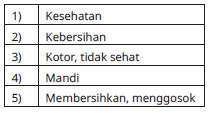 1) Kesehatan
2) Kebersihan
3) Kotor, tidak sehat
4) Mandi
5) Membersihkan, menggosok